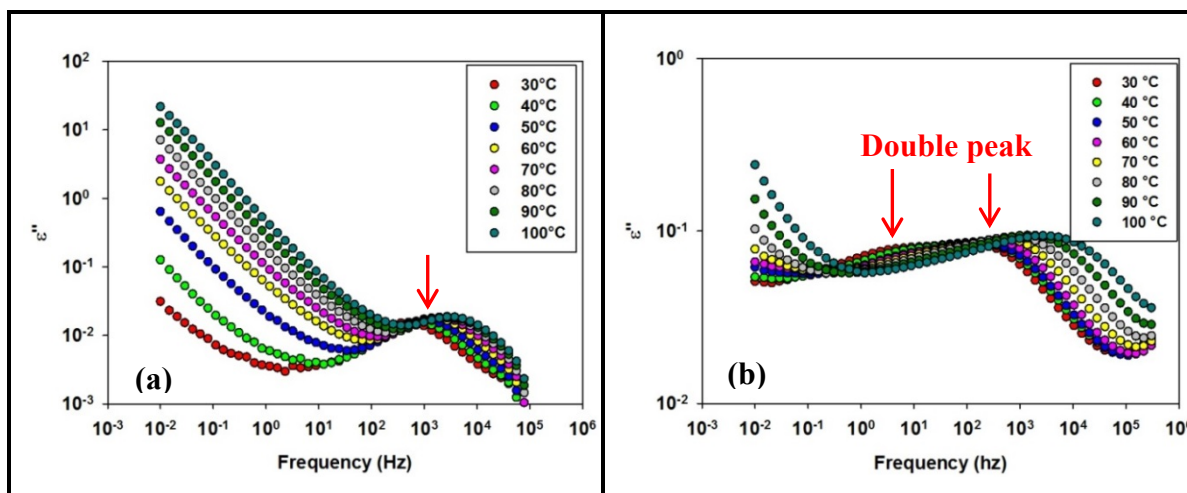 10²
10¹
10⁰
10⁻¹
10⁻²
10⁻³
ε"
10⁻³ 10⁻² 10⁻¹ 10⁰ 10¹ 10² 10³ 10⁴ 10⁵ 10⁶
Frequency (Hz)
30°C
40°C
50°C
60°C
70°C
80°C
90°C
100°C
(a)
10⁰
10⁻¹
10⁻²
ε"
10⁻³ 10⁻² 10⁻¹ 10⁰ 10¹ 10² 10³ 10⁴ 10⁵ 10⁶
Frequency (hz)
30 °C
40 °C
50 °C
60 °C
70 °C
80 °C
90 °C
100 °C
Double peak
(b)